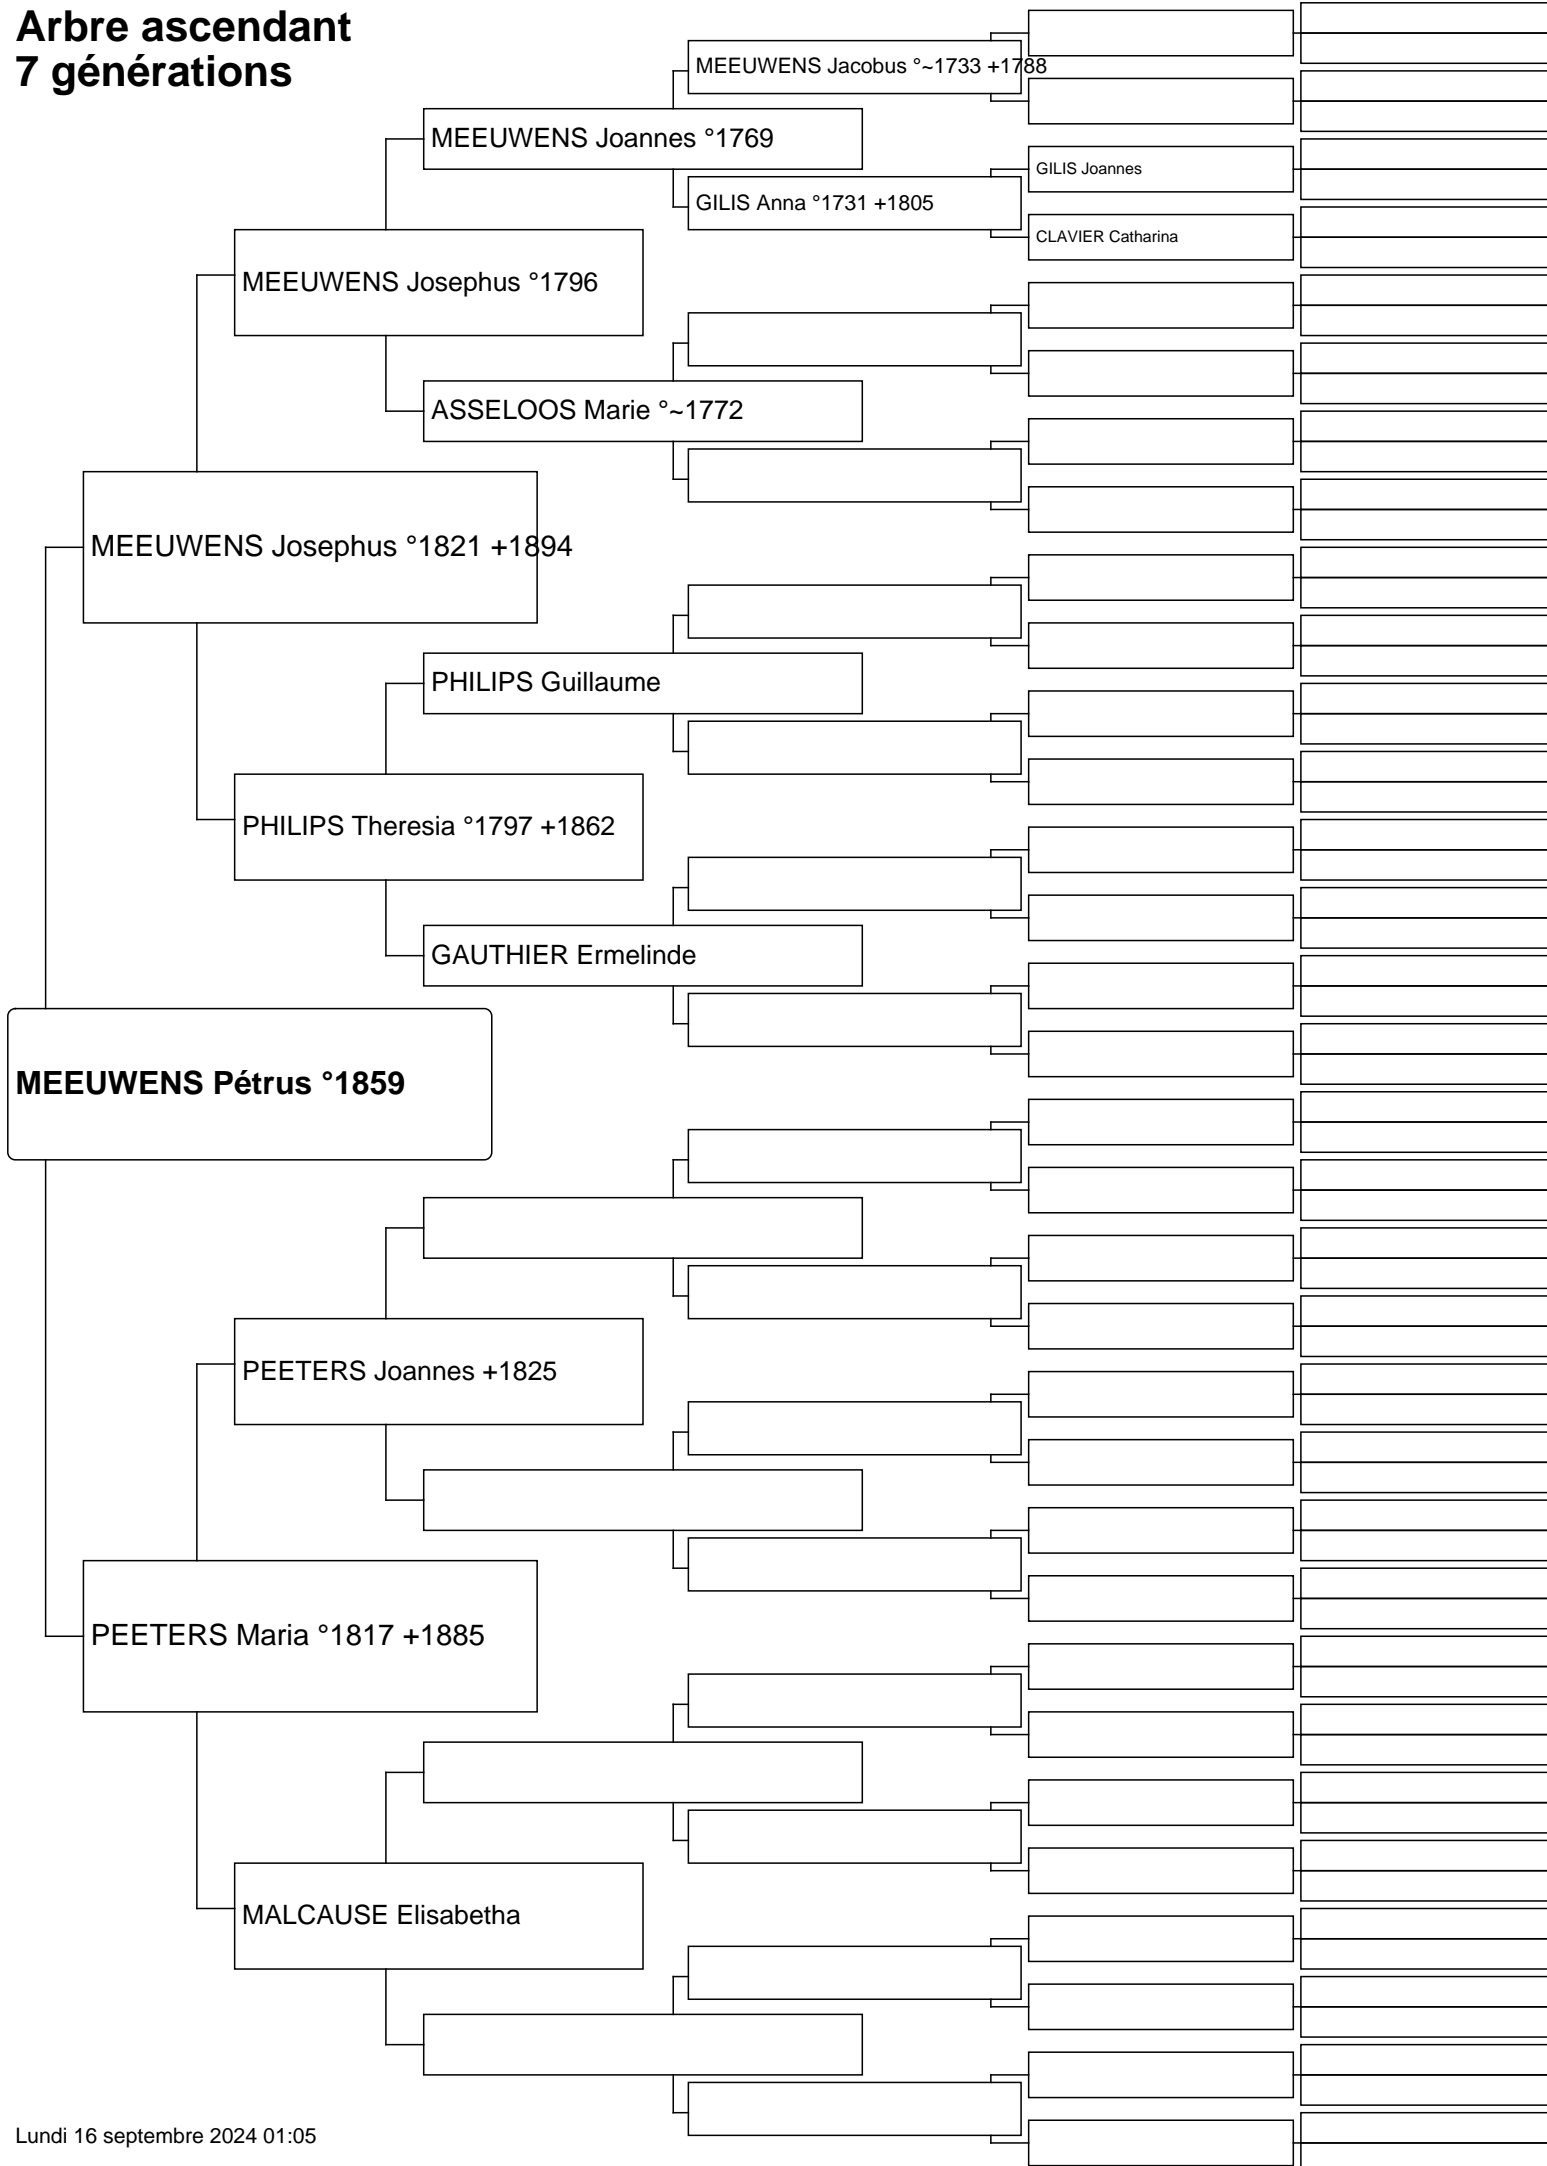 Arbre ascendant
7 générations
MEEUWENS Jacobus °~1733 +1788
MEEUWENS Joannes °1769
GILIS Joannes
GILIS Anna °1731 +1805
CLAVIER Catharina
MEEUWENS Josephus °1796
ASSELOOS Marie °~1772
MEEUWENS Josephus °1821 +1894
PHILIPS Guillaume
PHILIPS Theresia °1797 +1862
GAUTHIER Ermelinde
MEEUWENS Pétrus °1859
PEETERS Joannes +1825
PEETERS Maria °1817 +1885
MALCAUSE Elisabetha
Lundi 16 septembre 2024 01:05